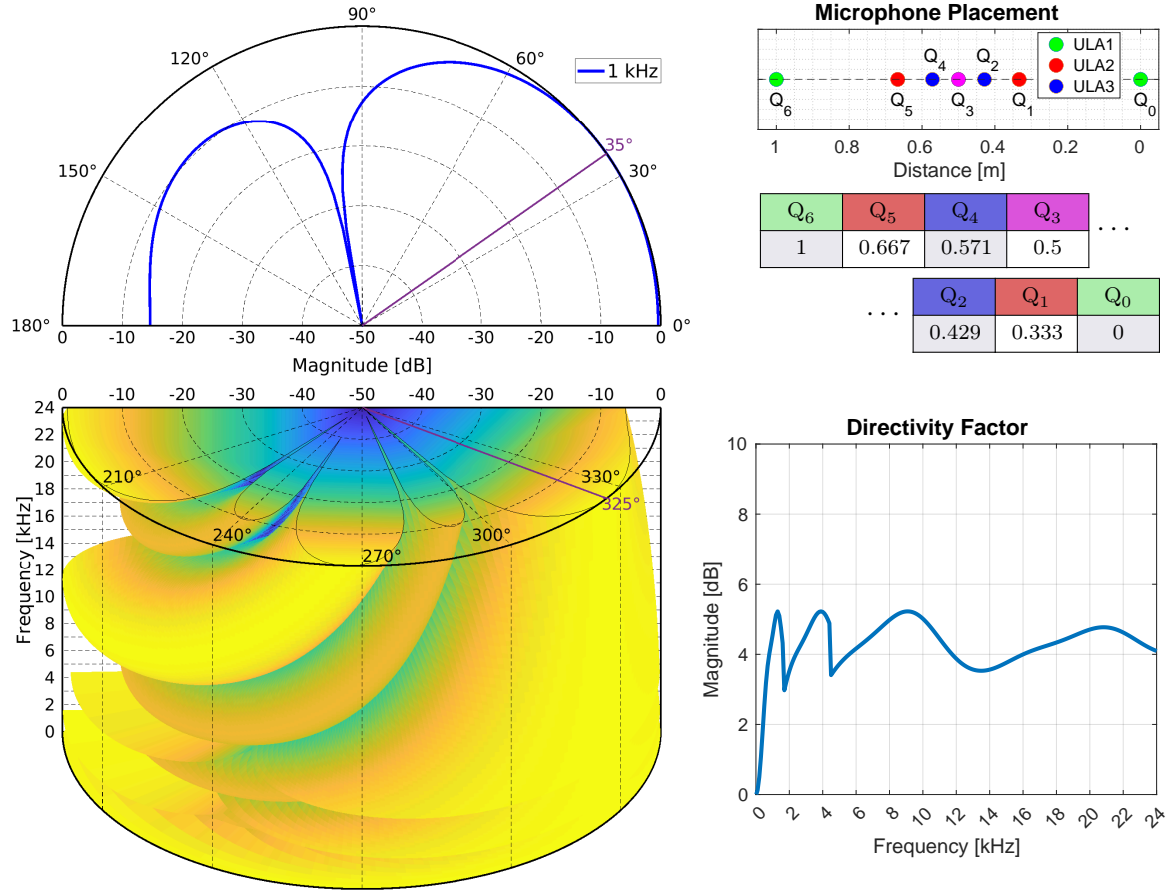 90°
120°
60°
1 kHz
150°
35°
30°
180°
0°
0 -10 -20 -30 -40 -50 -40 -30 -20 -10 0
Magnitude [dB]
Microphone Placement
ULA1
ULA2
ULA3
Q4 Q2
Q6 Q5 Q3 Q1 Q0
1 0.8 0.6 0.4 0.2 0
Distance [m]
Q6 Q5 Q4 Q3
1 0.667 0.571 0.5
...
Q2 Q1 Q0
... 0.429 0.333 0
0 -10 -20 -30 -40 -50 -40 -30 -20 -10 0
24
22
20
18
16
14
12
10
8
6
4
2
0
Frequency [kHz]
210°
240°
270°
300°
330°
325°
Directivity Factor
10
8
6
4
2
0
Magnitude [dB]
0 2 4 6 8 10 12 14 16 18 20 22 24
Frequency [kHz]